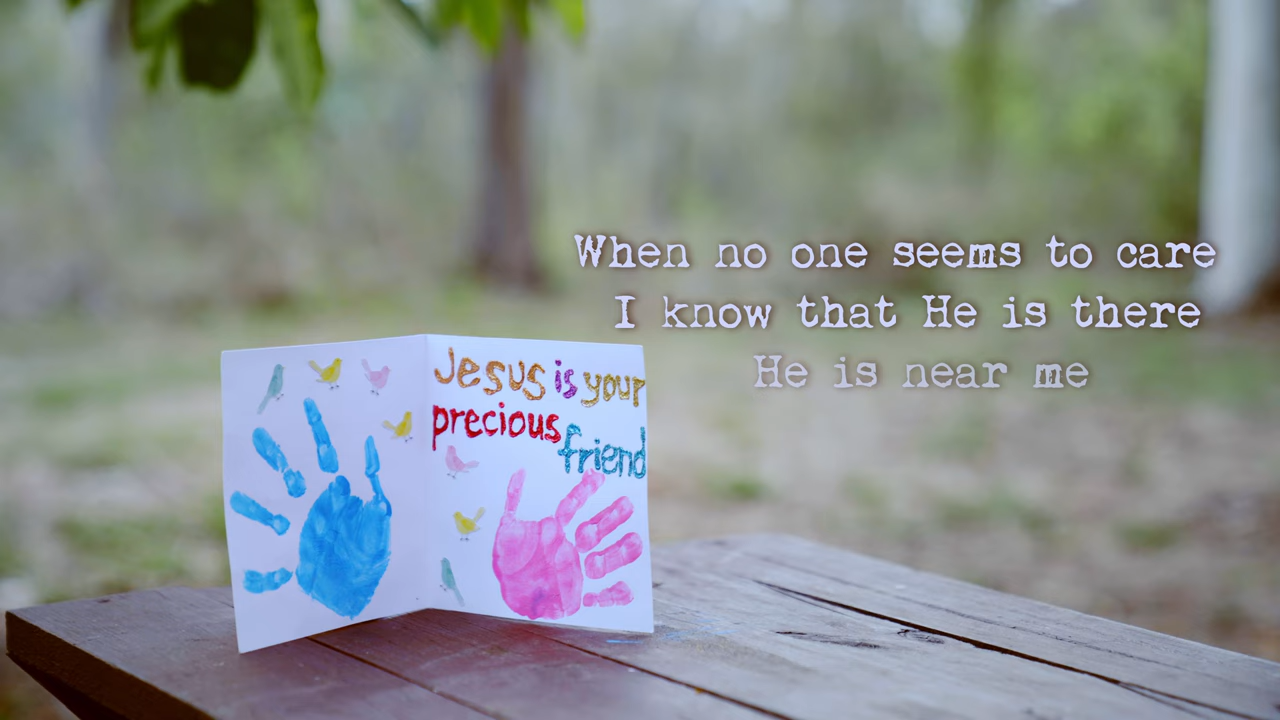 When no one seems to care
I know that He is there
He is near me
Jesus is your
precious
friend